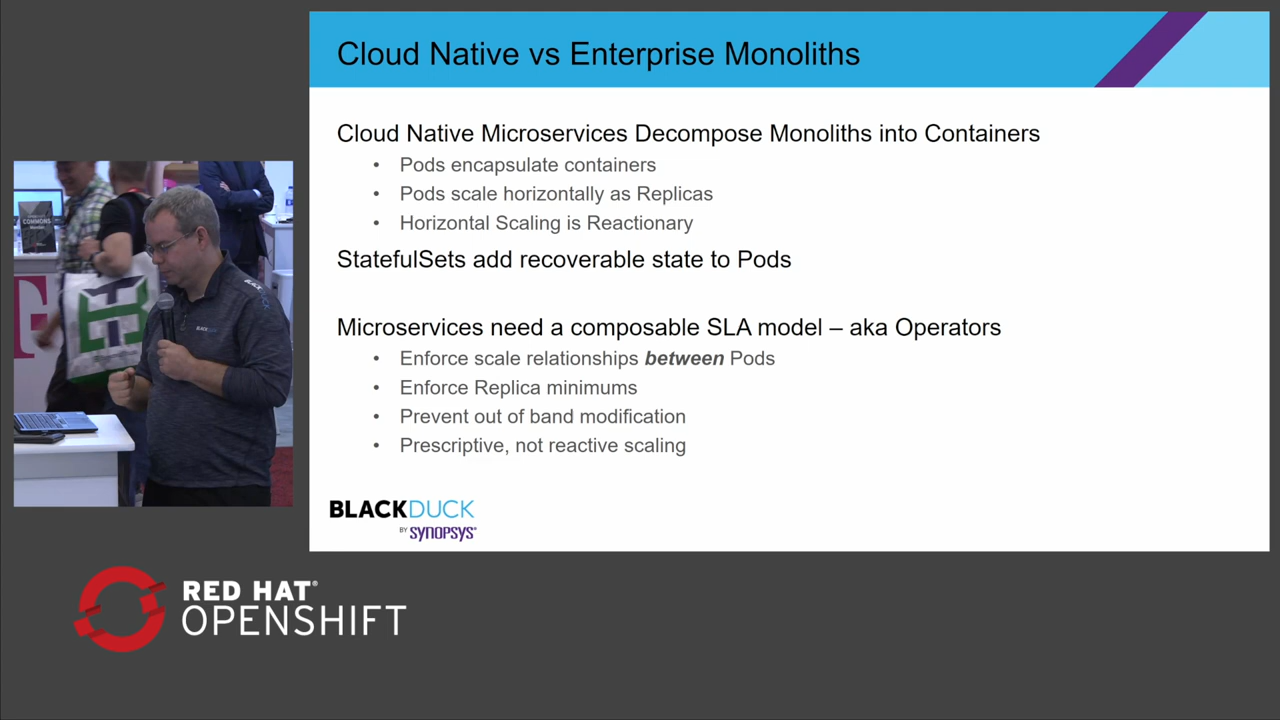 Cloud Native vs Enterprise Monoliths
Cloud Native Microservices Decompose Monoliths into Containers
• Pods encapsulate containers
• Pods scale horizontally as Replicas
• Horizontal Scaling is Reactionary
StatefulSets add recoverable state to Pods
Microservices need a composable SLA model – aka Operators
• Enforce scale relationships between Pods
• Enforce Replica minimums
• Prevent out of band modification
• Prescriptive, not reactive scaling
BLACKDUCK
BY SYNOPSYS®
COMMONS
RED HAT®
OPENSHIFT